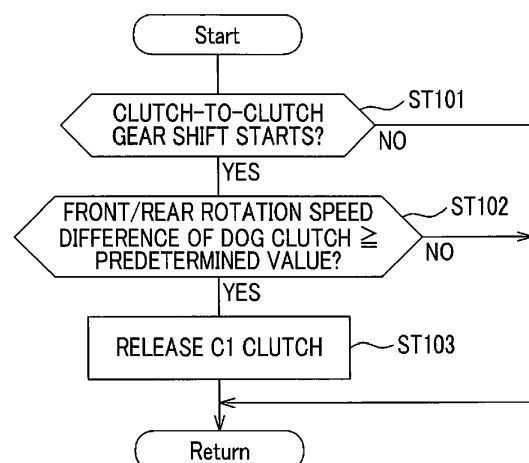 Start
CLUTCH-TO-CLUTCH
GEAR SHIFT STARTS?
ST101
NO
YES
FRONT/REAR ROTATION SPEED
DIFFERENCE OF DOG CLUTCH ≧
PREDETERMINED VALUE?
ST102
NO
YES
RELEASE C1 CLUTCH
ST103
Return